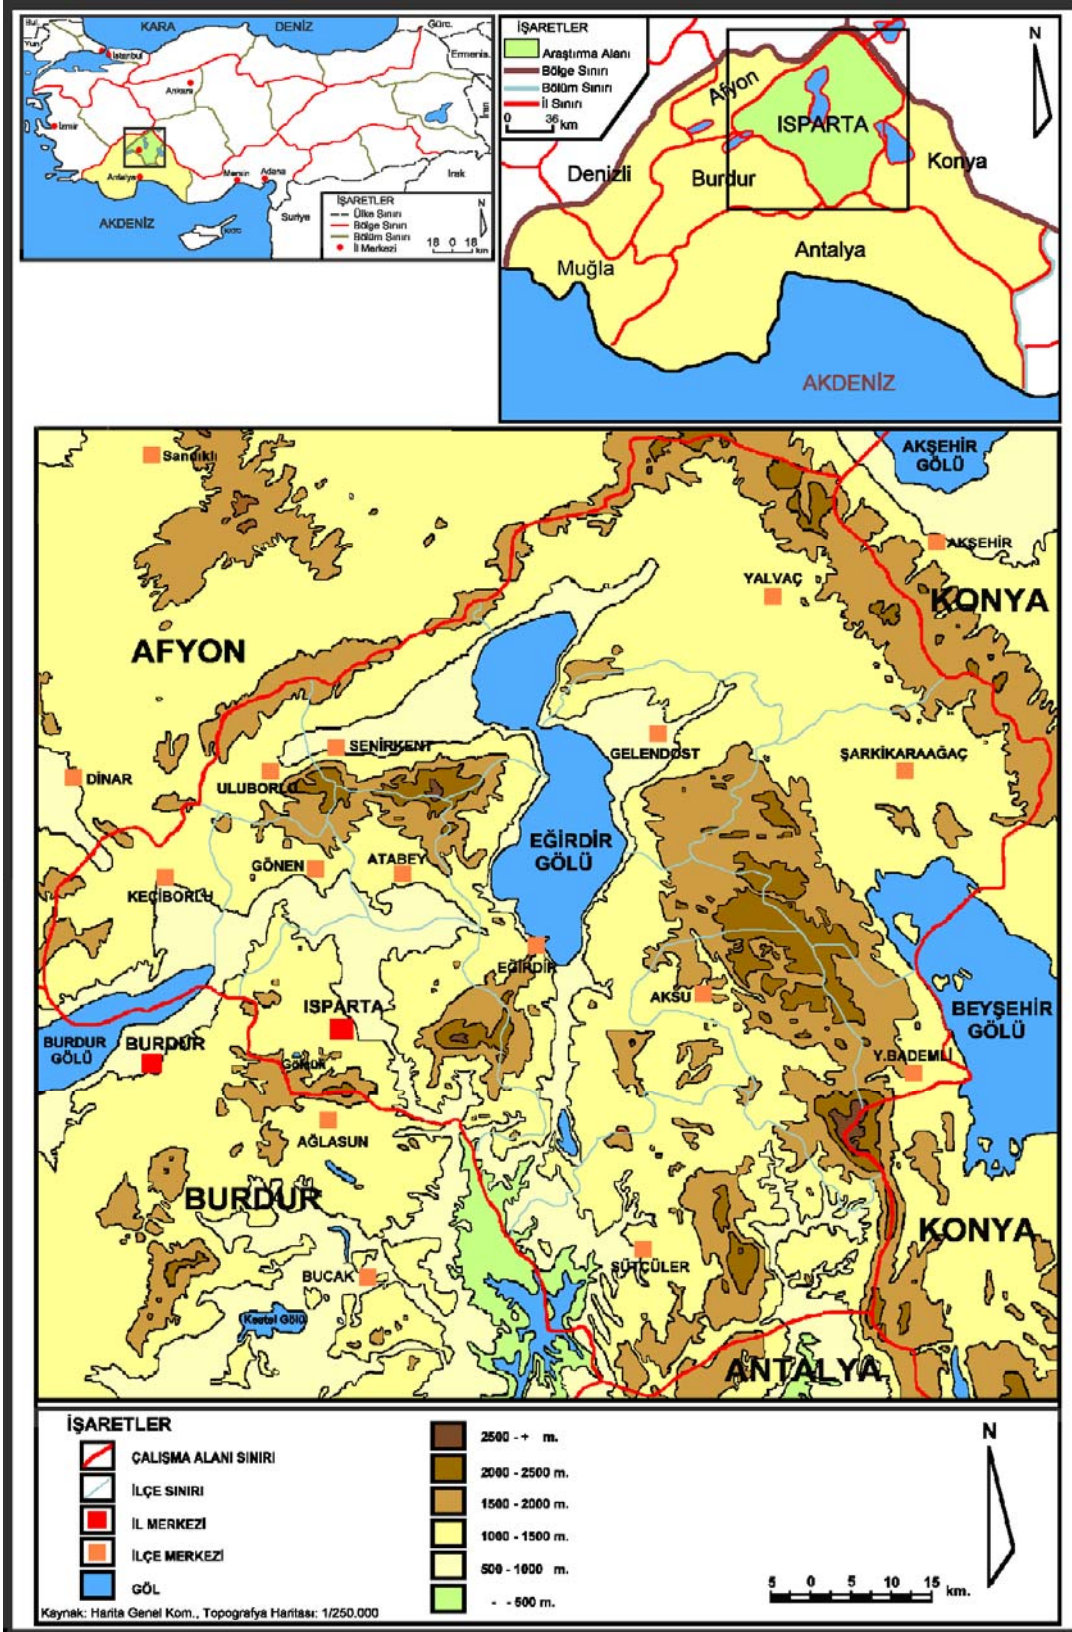 KARA DENİZ
Gürc.
Bul.
Yun.
İstanbul
Ermenis.
Ankara
İran
İzmir
Antalya
Mersin
Adana
Irak
Suriye
AKDENİZ
KKTC
İŞARETLER
Ülke Sınırı
Bölge Sınırı
Bölüm Sınırı
İl Merkezi
N
18 0 18
km
İŞARETLER
Araştırma Alanı
Bölge Sınırı
Bölüm Sınırı
İl Sınırı
0 36
km
N
Afyon
ISPARTA
Konya
Denizli
Burdur
Antalya
Muğla
AKDENİZ
Sandıklı
AKŞEHİR
GÖLÜ
AKŞEHİR
YALVAÇ
KONYA
AFYON
SENİRKENT
GELENDOST
ŞARKİKARAAĞAÇ
DİNAR
ULUBORLU
EĞİRDİR
GÖLÜ
GÖNEN
ATABEY
KEÇİBORLU
EĞİRDİR
AKSU
ISPARTA
BEYŞEHİR
GÖLÜ
BURDUR
GÖLÜ
BURDUR
Gölcük
Y.BADEMLİ
AĞLASUN
BURDUR
KONYA
SÜTÇÜLER
BUCAK
Kestel Gölü
ANTALYA
İŞARETLER
ÇALIŞMA ALANI SINIRI
İLÇE SINIRI
İL MERKEZİ
İLÇE MERKEZİ
GÖL
2500 - + m.
2000 - 2500 m.
1500 - 2000 m.
1000 - 1500 m.
500 - 1000 m.
- - 500 m.
N
5 0 5 10 15
km.
Kaynak: Harita Genel Kom., Topografya Haritası: 1/250.000